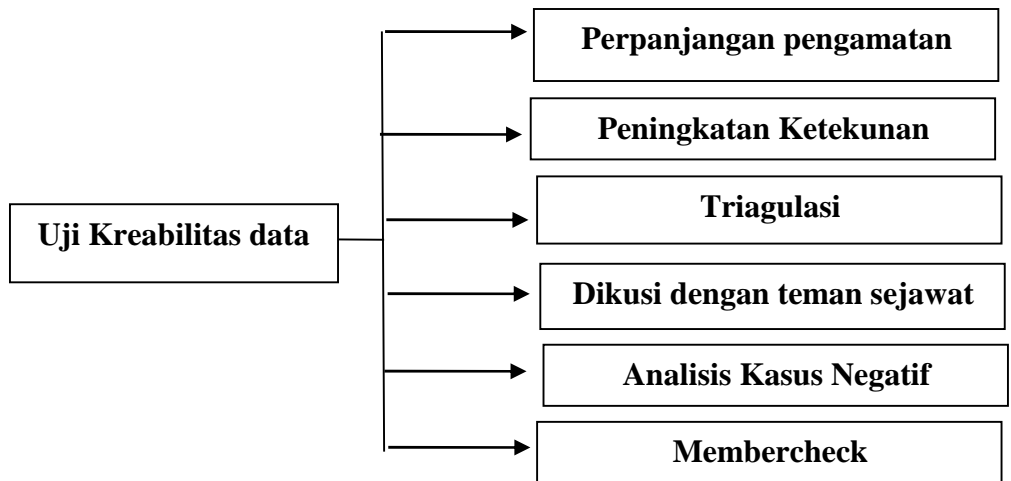 Perpanjangan pengamatan
Peningkatan Ketekunan
Triagulasi
Uji Kreabilitas data
Dikusi dengan teman sejawat
Analisis Kasus Negatif
Membercheck